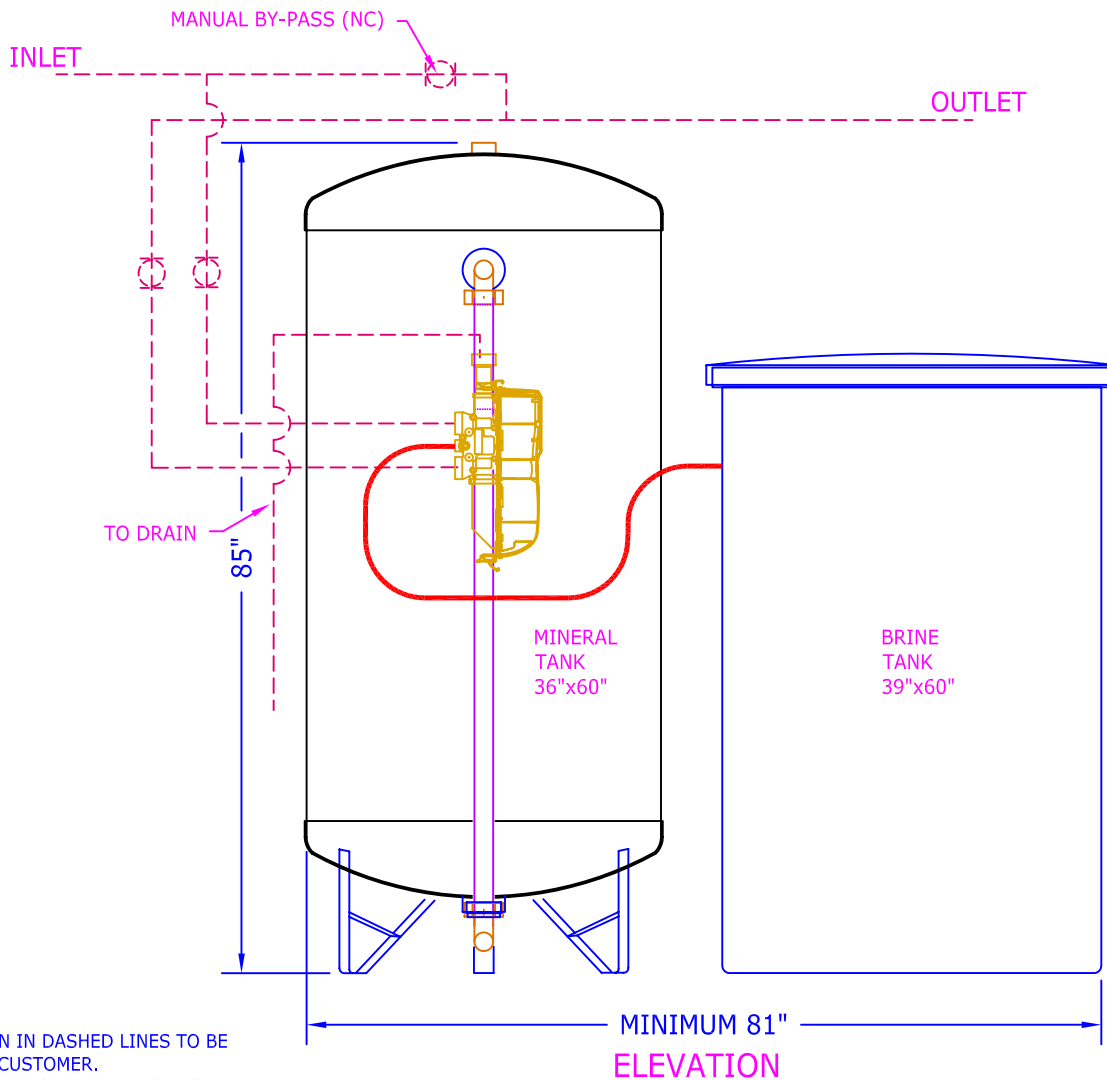 MANUAL BY-PASS (NC)
INLET
OUTLET
TO DRAIN
85"
MINERAL
TANK
36"x60"
BRINE
TANK
39"x60"
MINIMUM 81"
ELEVATION
IN DASHED LINES TO BE
CUSTOMER.